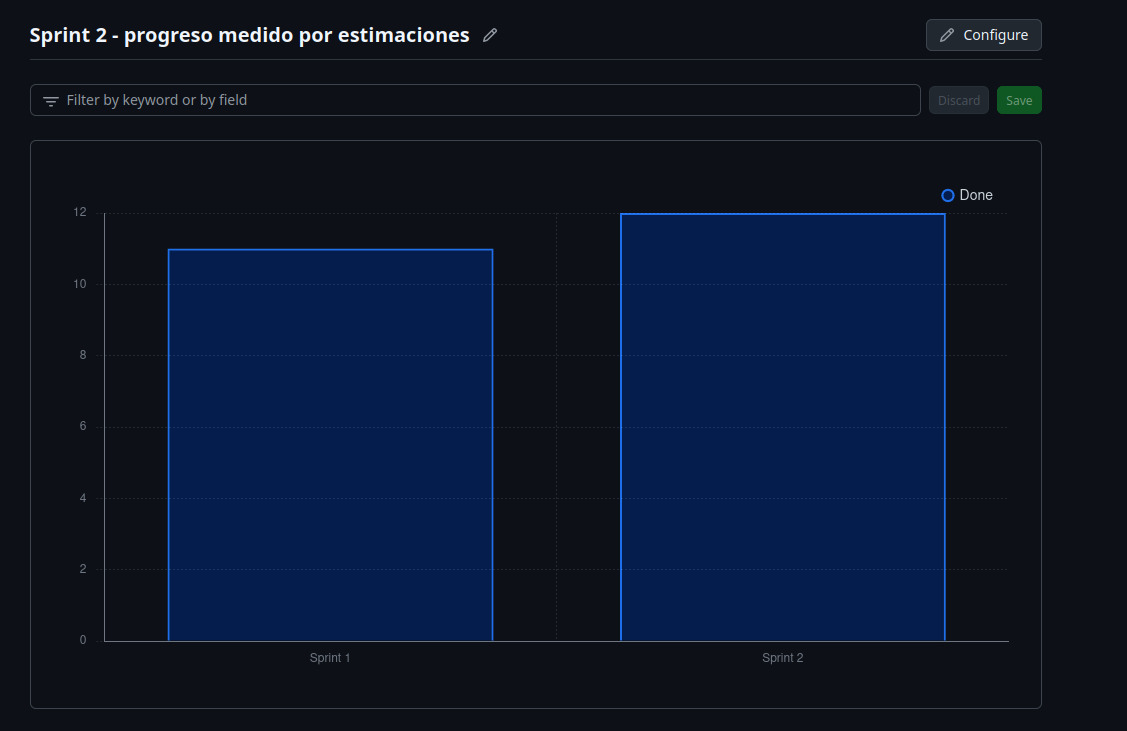 Sprint 2 - progreso medido por estimaciones
Configure
Filter by keyword or by field
Discard
Save
Done
12
10
8
6
4
2
0
Sprint 1
Sprint 2